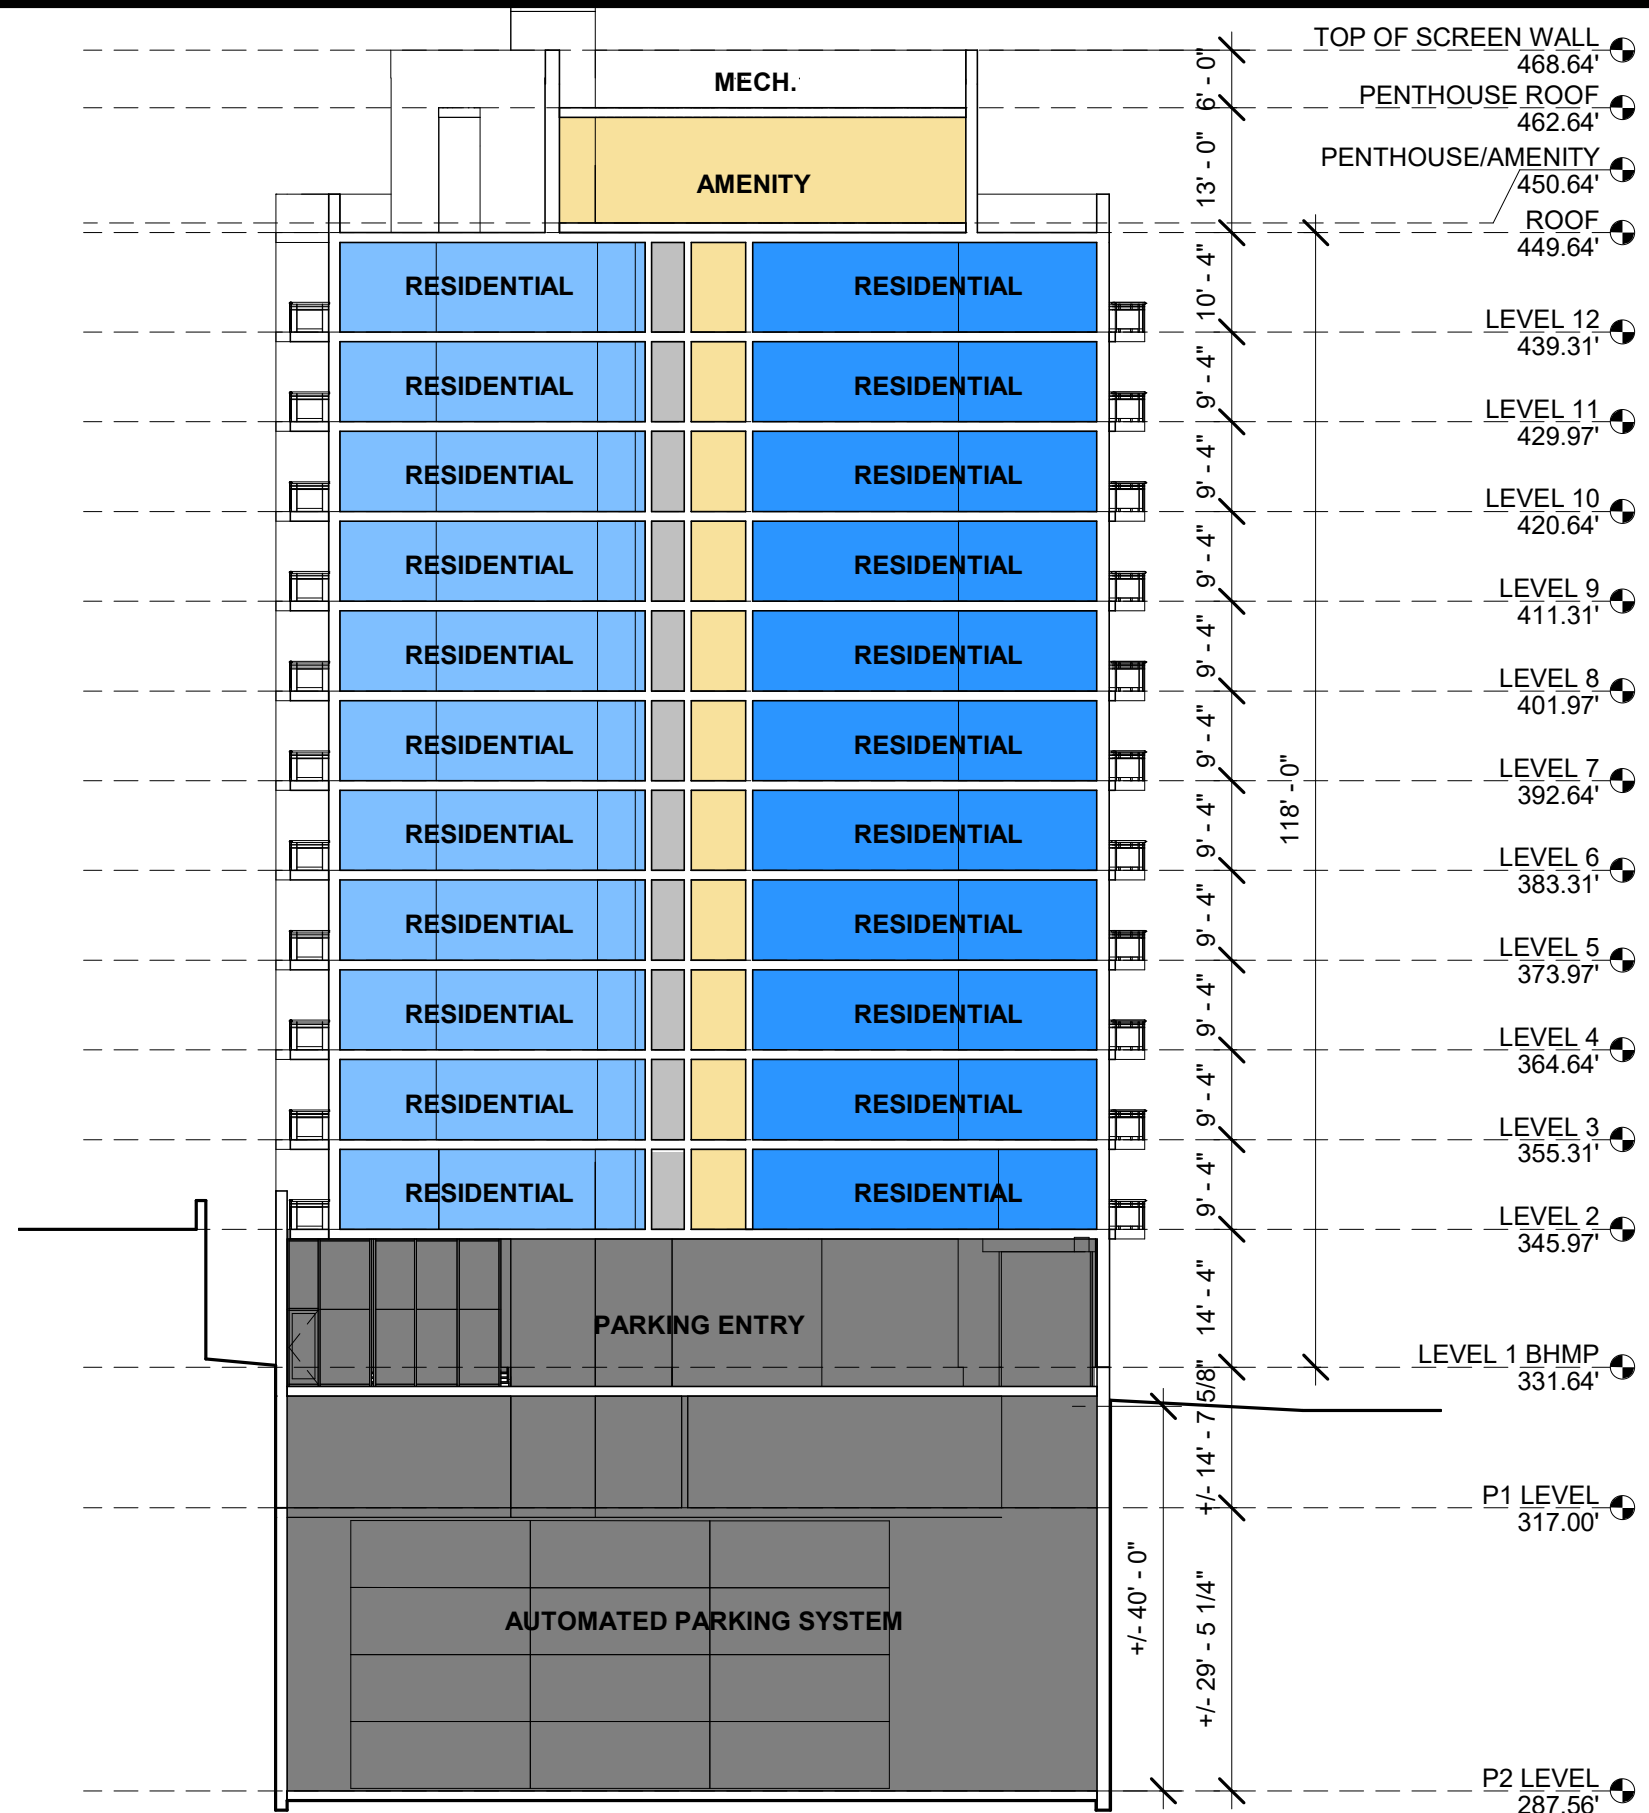 TOP OF SCREEN WALL
468.64'
6' - 0"
MECH.
PENTHOUSE ROOF
462.64'
13' - 0"
PENTHOUSE/AMENITY
450.64'
AMENITY
ROOF
449.64'
10' - 4"
RESIDENTIAL RESIDENTIAL
LEVEL 12
439.31'
9' - 4"
RESIDENTIAL RESIDENTIAL
LEVEL 11
429.97'
9' - 4"
RESIDENTIAL RESIDENTIAL
LEVEL 10
420.64'
9' - 4"
RESIDENTIAL RESIDENTIAL
LEVEL 9
411.31'
9' - 4"
RESIDENTIAL RESIDENTIAL
LEVEL 8
401.97'
9' - 4"
RESIDENTIAL RESIDENTIAL
LEVEL 7
392.64'
118' - 0"
9' - 4"
RESIDENTIAL RESIDENTIAL
LEVEL 6
383.31'
9' - 4"
RESIDENTIAL RESIDENTIAL
LEVEL 5
373.97'
9' - 4"
RESIDENTIAL RESIDENTIAL
LEVEL 4
364.64'
9' - 4"
RESIDENTIAL RESIDENTIAL
LEVEL 3
355.31'
9' - 4"
RESIDENTIAL RESIDENTIAL
LEVEL 2
345.97'
14' - 4"
PARKING ENTRY
LEVEL 1 BHMP
331.64'
+/- 14' - 7 5/8"
P1 LEVEL
317.00'
+/- 40' - 0"
+/- 29' - 5 1/4"
AUTOMATED PARKING SYSTEM
P2 LEVEL
287.56'